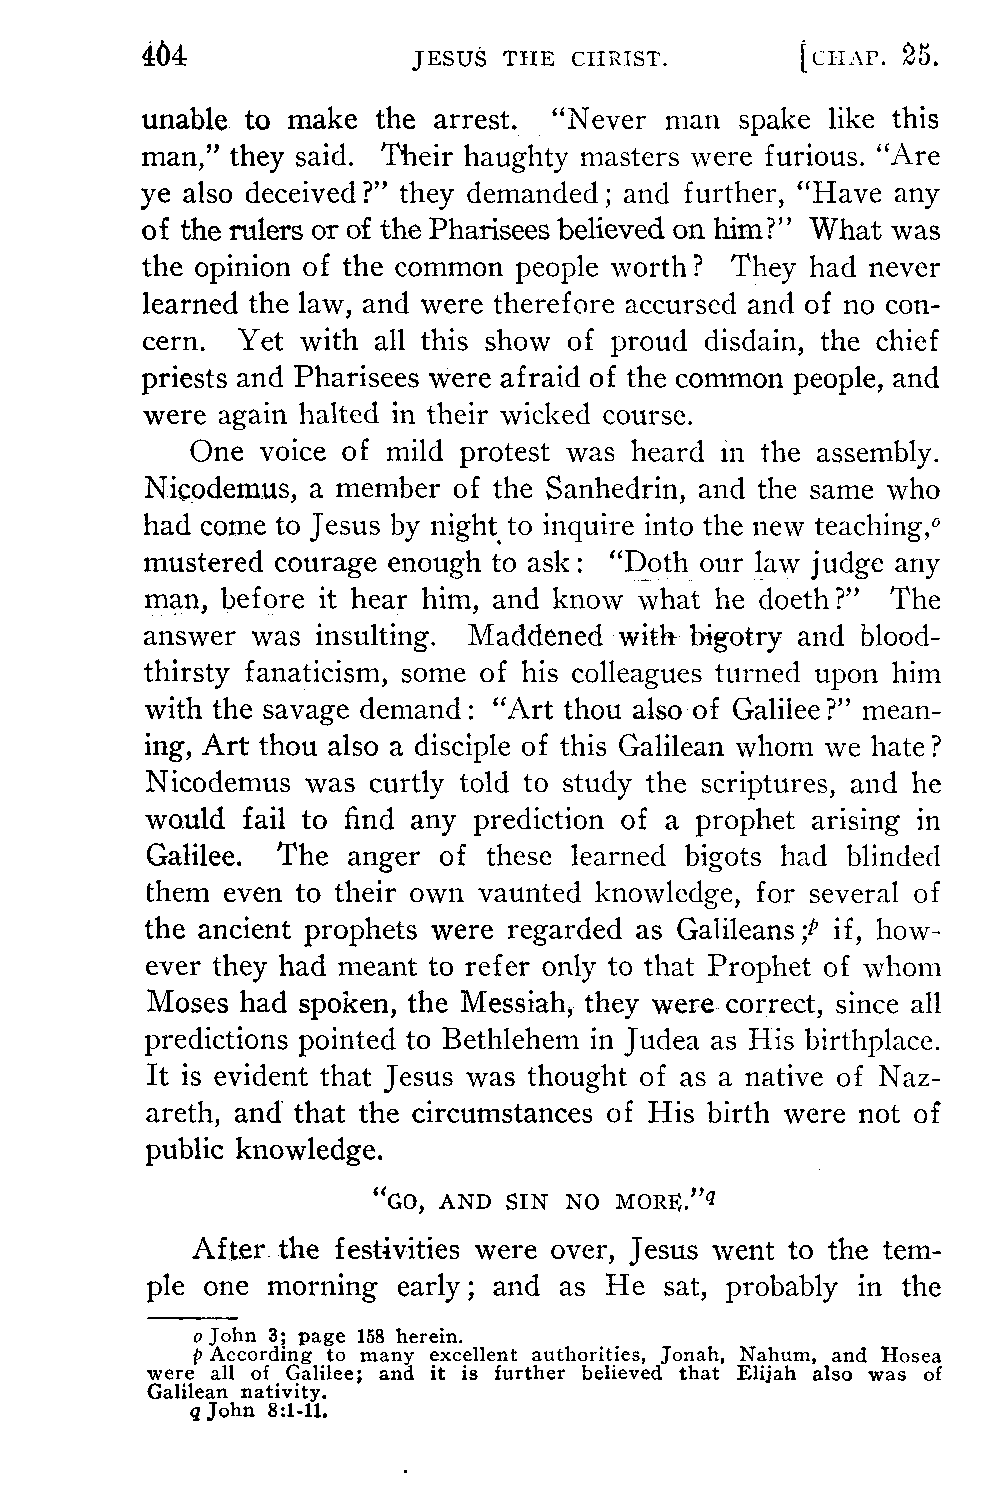 404 JESUS THE CHRIST. [CHAP. 25.
unable to make the arrest. “Never man spake like this
man,” they said. Their haughty masters were furious. “Are
ye also deceived?” they demanded; and further, “Have any
of the rulers or of the Pharisees believed on him?” What was
the opinion of the common people worth? They had never
learned the law, and were therefore accursed and of no con-
cern. Yet with all this show of proud disdain, the chief
priests and Pharisees were afraid of the common people, and
were again halted in their wicked course.
One voice of mild protest was heard in the assembly.
Nicodemus, a member of the Sanhedrin, and the same who
had come to Jesus by night to inquire into the new teaching,o
mustered courage enough to ask: “Doth our law judge any
man, before it hear him, and know what he doeth?” The
answer was insulting. Maddened with bigotry and blood-
thirsty fanaticism, some of his colleagues turned upon him
with the savage demand: “Art thou also of Galilee?” mean-
ing, Art thou also a disciple of this Galilean whom we hate?
Nicodemus was curtly told to study the scriptures, and he
would fail to find any prediction of a prophet arising in
Galilee. The anger of these learned bigots had blinded
them even to their own vaunted knowledge, for several of
the ancient prophets were regarded as Galileans;p if, how-
ever they had meant to refer only to that Prophet of whom
Moses had spoken, the Messiah, they were correct, since all
predictions pointed to Bethlehem in Judea as His birthplace.
It is evident that Jesus was thought of as a native of Naz-
areth, and that the circumstances of His birth were not of
public knowledge.
“GO, AND SIN NO MORE.”q
After the festivities were over, Jesus went to the tem-
ple one morning early; and as He sat, probably in the
o John 3; page 158 herein.
p According to many excellent authorities, Jonah, Nahum, and Hosea
were all of Galilee; and it is further believed that Elijah also was of
Galilean nativity.
q John 8:1-11.